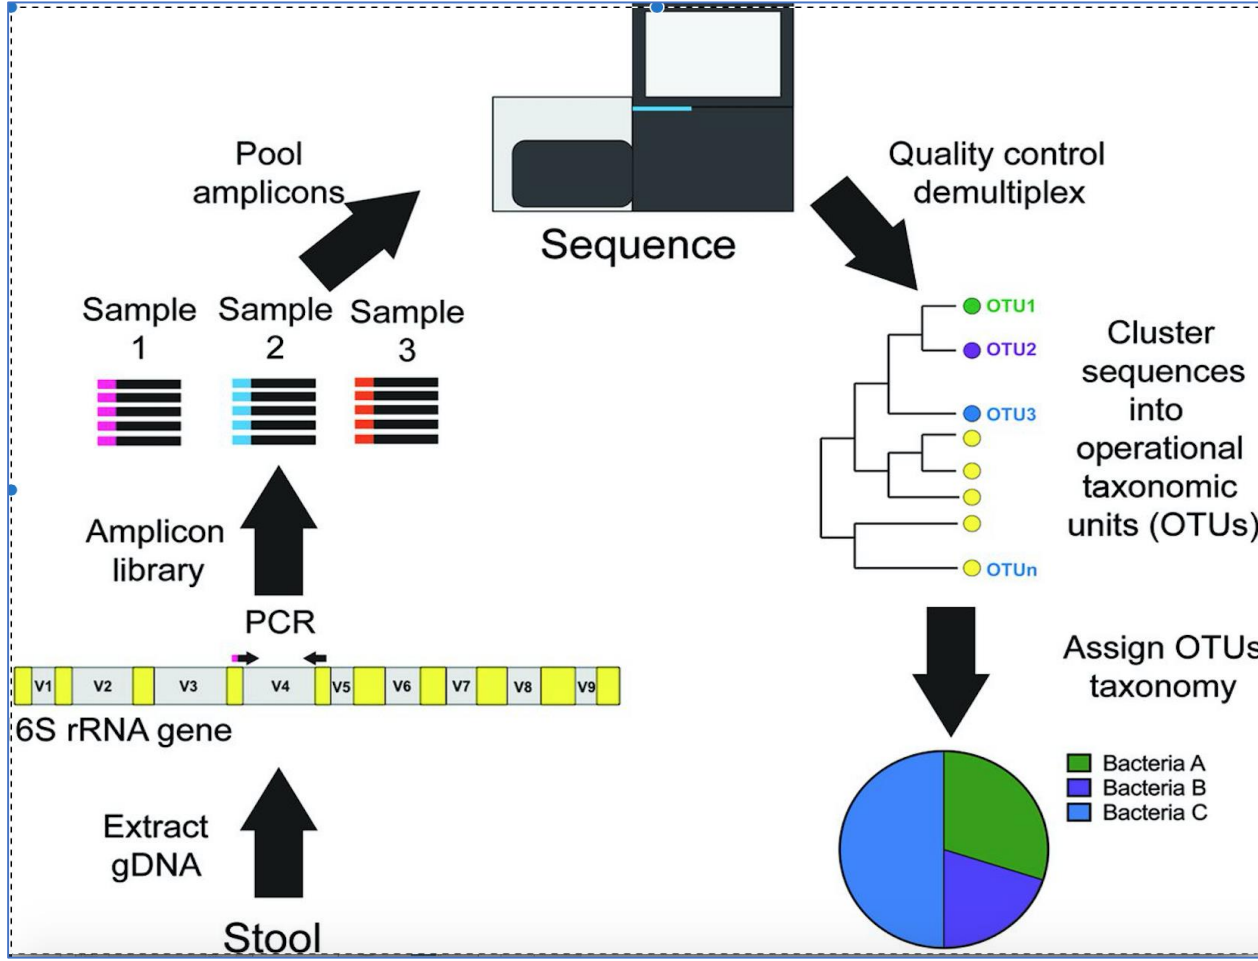 Pool
amplicons
Sequence
Quality control
demultiplex
Sample
1
Sample
2
Sample
3
Amplicon
library
PCR
V1 V2 V3 V4 V5 V6 V7 V8 V9
6S rRNA gene
Extract
gDNA
Stool
OTU1
OTU2
OTU3
OTUn
Cluster
sequences
into
operational
taxonomic
units (OTUs)
Assign OTUs
taxonomy
Bacteria A
Bacteria B
Bacteria C